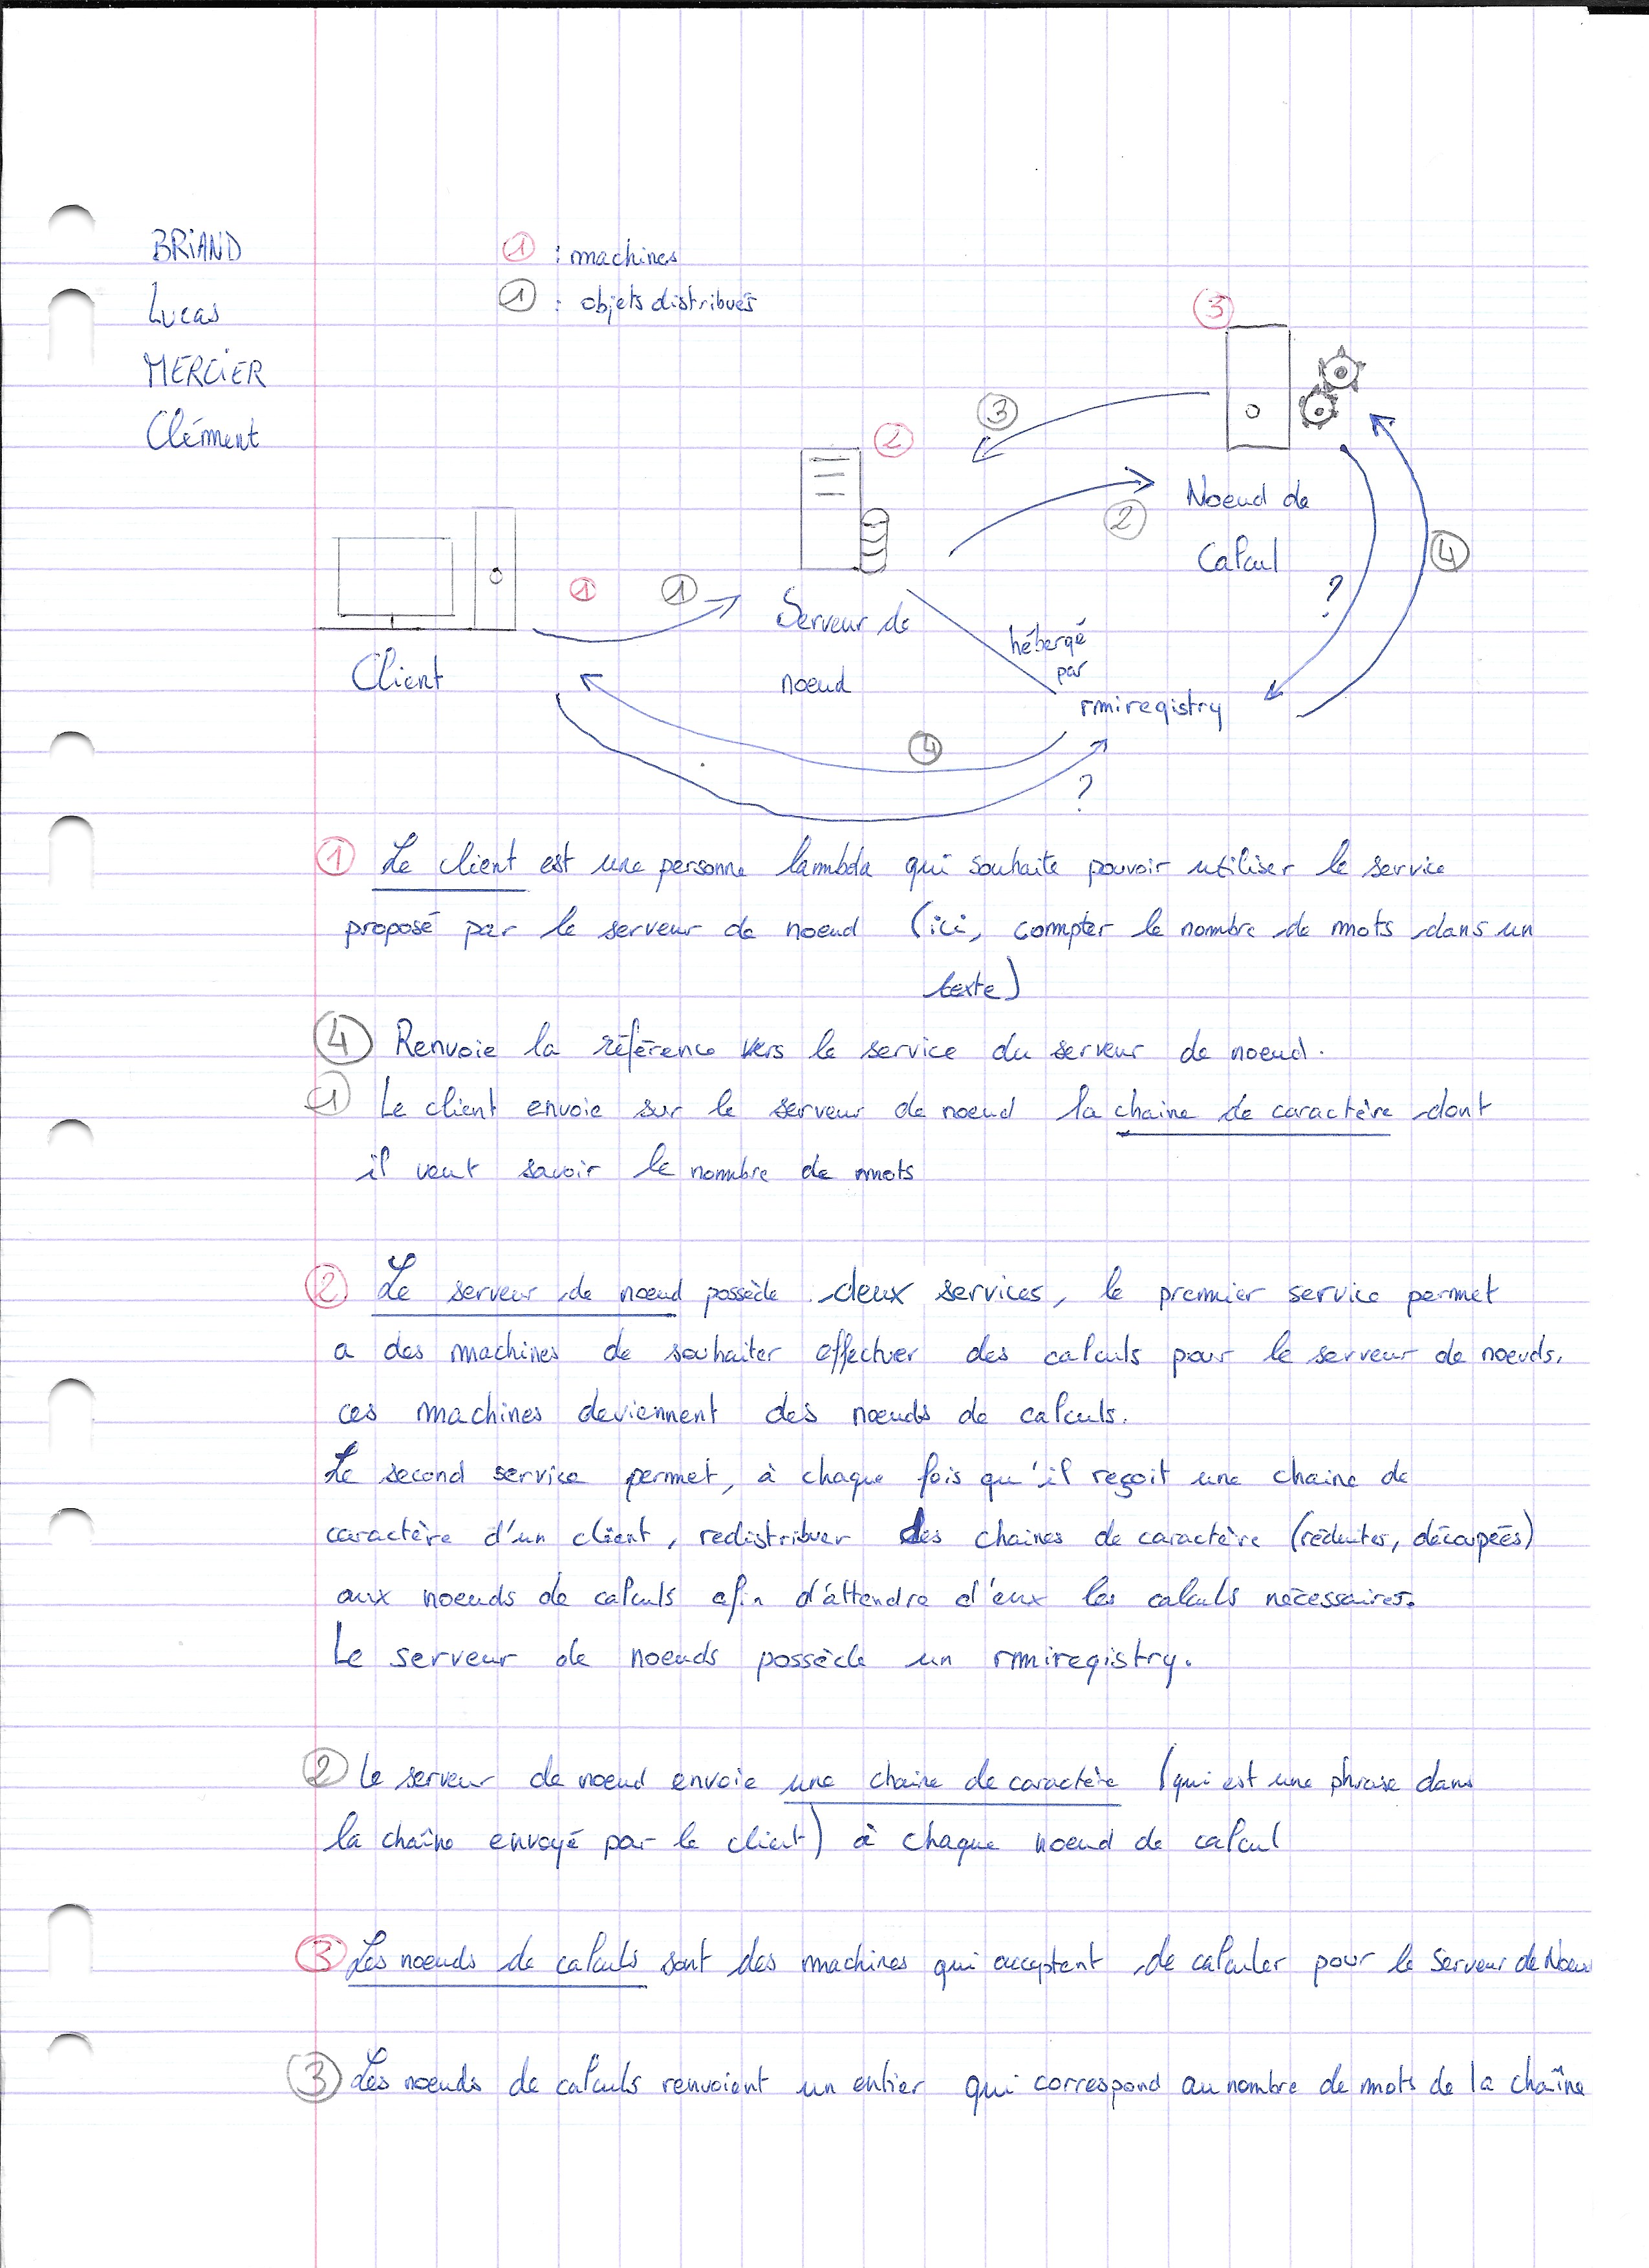 BRIAND
Lucas
MERCIER
Clément
① : machines
① : objets distribués
③
③
②
Noeud de
Calcul
②
④
?
①
①
Serveur de
noeud
hébergé
par
rmiregistry
Client
④
?
① Le client est une personne lambda qui souhaite pouvoir utiliser le service
proposé par le serveur de noeud (ici, compter le nombre de mots dans un
texte)
④ Renvoie la référence vers le service du serveur de noeud.
① Le client envoie sur le serveur de noeud la chaine de caractère dont
il veut savoir le nombre de mots
② Le serveur de noeud possède deux services, le premier service permet
a des machines de souhaiter effectuer des calculs pour le serveur de noeuds.
ces machines deviennent des noeuds de calculs.
Le second service permet, à chaque fois qu'il reçoit une chaine de
caractère d'un client, redistribuer des chaines de caractère (réduites, découpées)
aux noeuds de calculs afin d'attendre d'eux les calculs nécessaires.
Le serveur de noeuds possède un rmiregistry.
② Le serveur de noeud envoie une chaine de caractère (qui est une phrase dans
la chaîne envoyé par le client) à chaque noeud de calcul
③ Les noeuds de calculs sont des machines qui acceptent de calculer pour le Serveur de Noeu
③ Les noeuds de calculs renvoient un entier qui correspond au nombre de mots de la chaîne